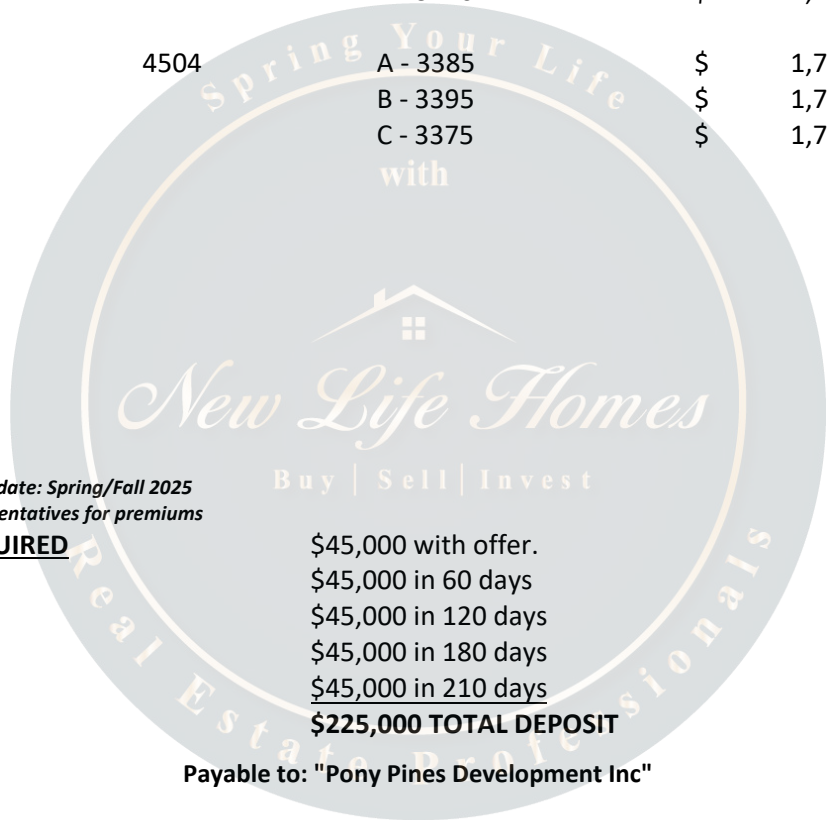 4504 A - 3385 $ 1,7
B - 3395 $ 1,7
C - 3375 $ 1,7
Spring Your Life
with
New Life Homes
Buy | Sell | Invest
Real Estate Professionals
date: Spring/Fall 2025
entatives for premiums
UIRED $45,000 with offer.
$45,000 in 60 days
$45,000 in 120 days
$45,000 in 180 days
$45,000 in 210 days
$225,000 TOTAL DEPOSIT
Payable to: "Pony Pines Development Inc"